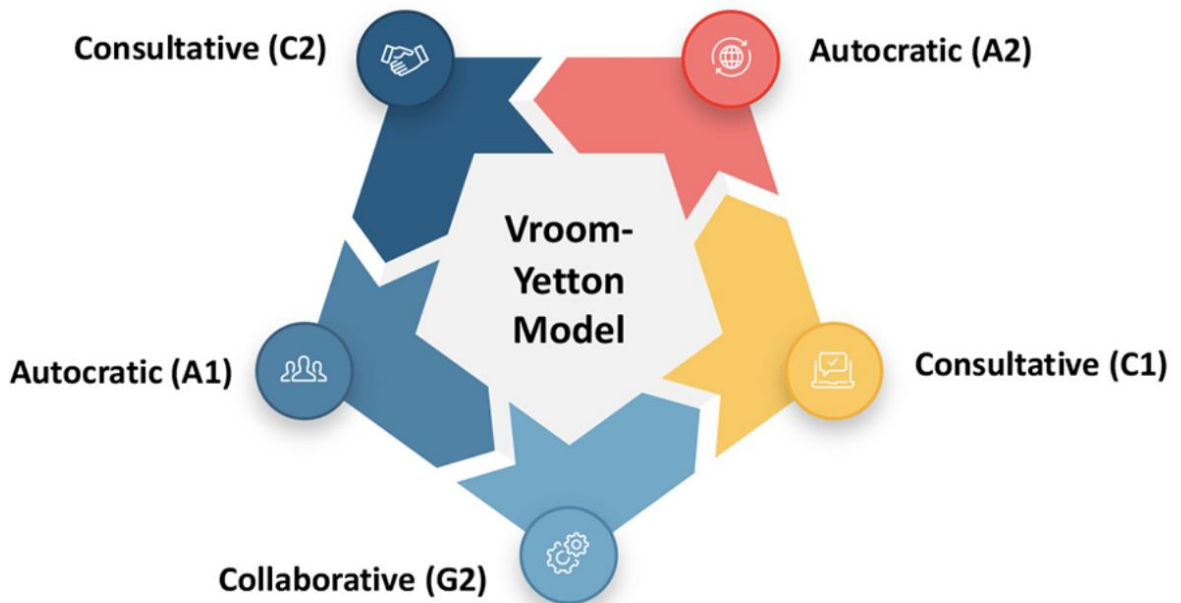 Consultative (C2)
Autocratic (A2)
Vroom-
Yetton
Model
Autocratic (A1)
Consultative (C1)
Collaborative (G2)